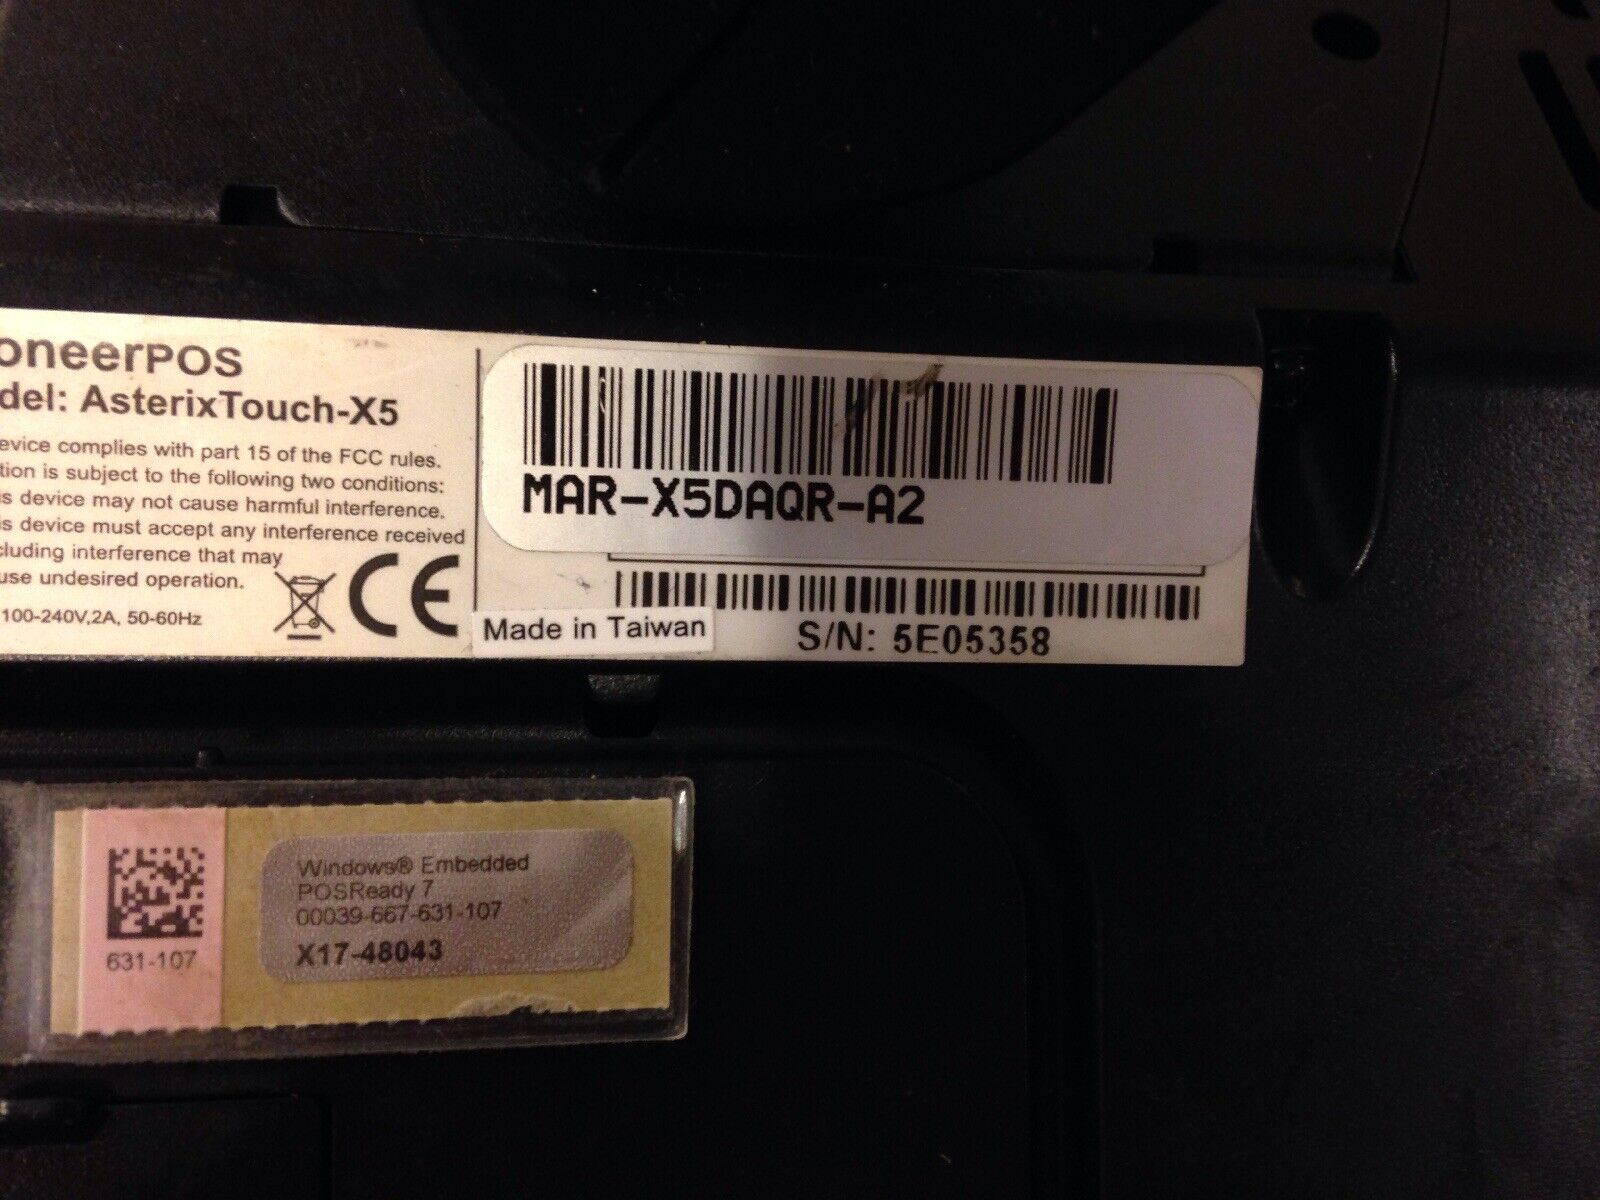 oneerPOS
del: AsterixTouch-X5
evice complies with part 15 of the FCC rules.
tion is subject to the following two conditions:
is device may not cause harmful interference.
is device must accept any interference received
cluding interference that may
use undesired operation.
100-240V,2A, 50-60Hz
CE
MAR-X5DAQR-A2
Made in Taiwan
S/N: 5E05358
631-107
Windows® Embedded
POSReady 7
00039-667-631-107
X17-48043